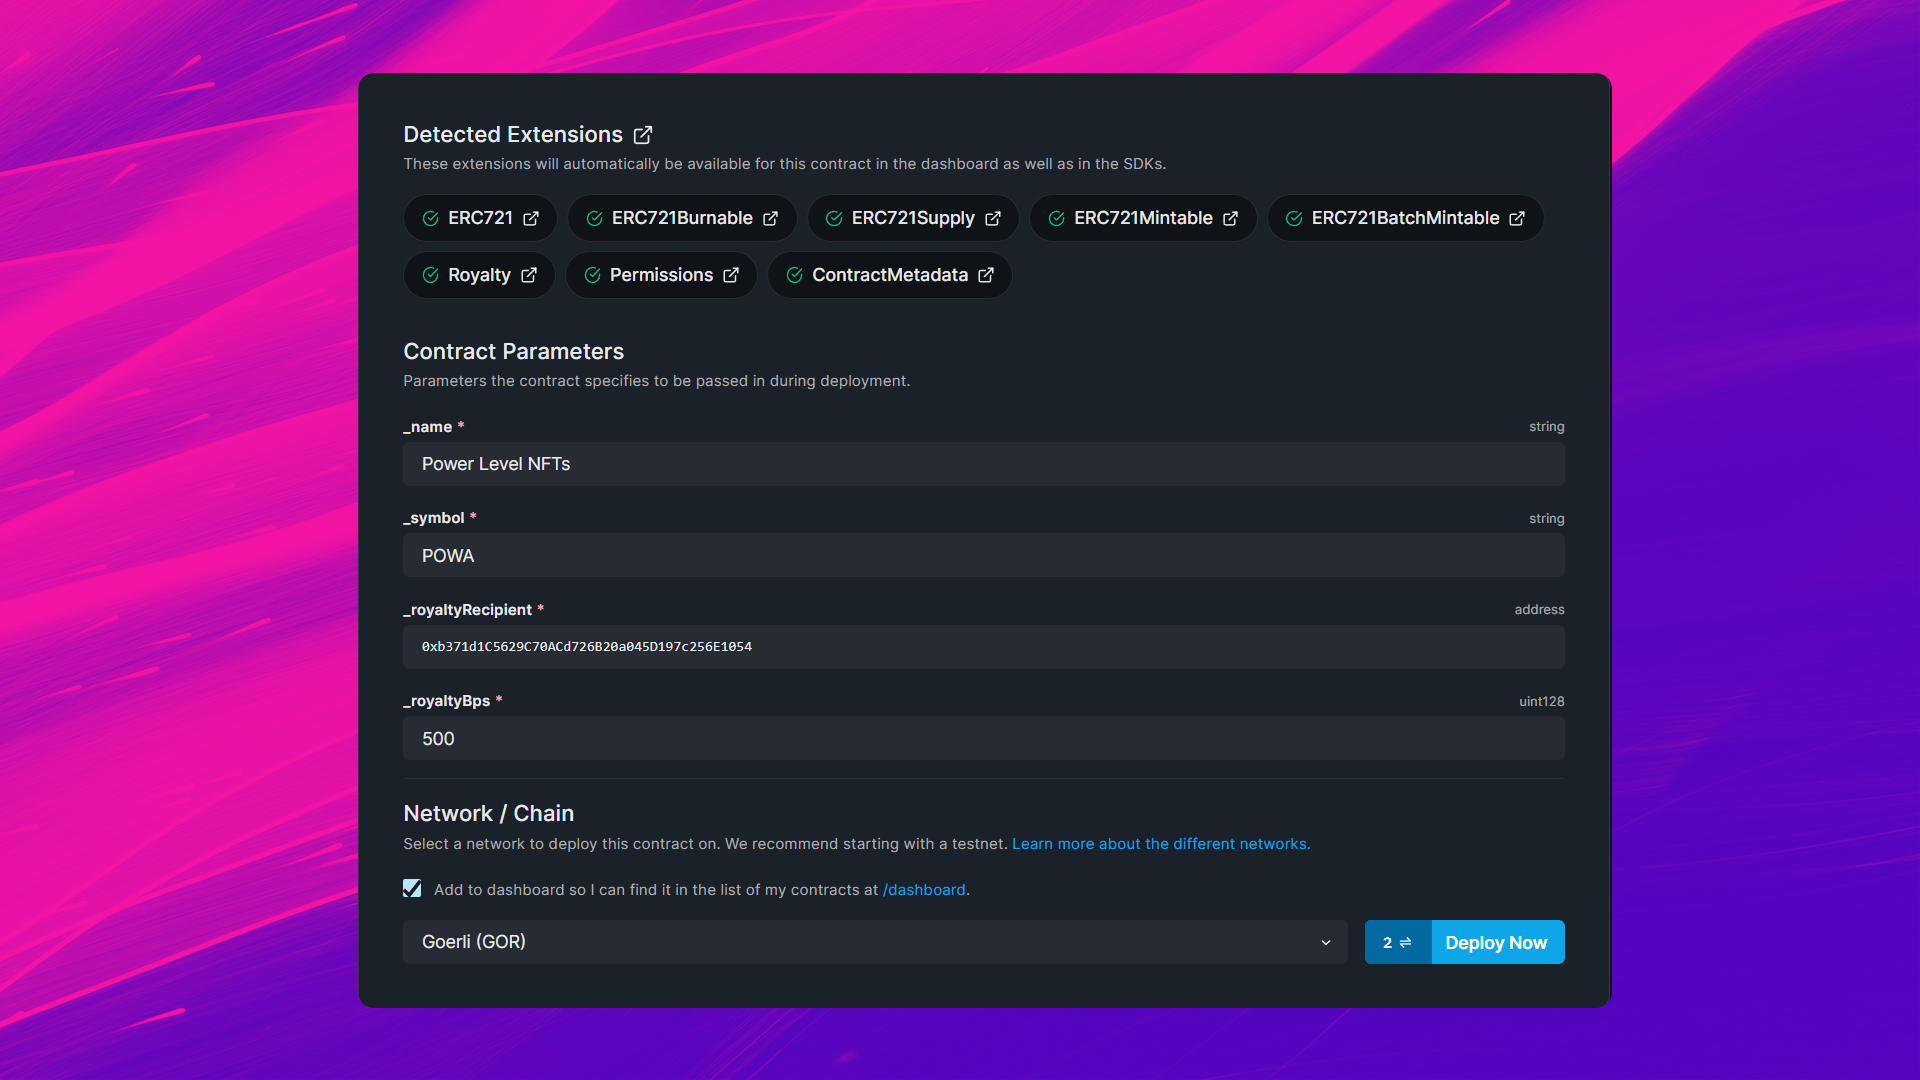 Detected Extensions
These extensions will automatically be available for this contract in the dashboard as well as in the SDKs.
ERC721 ERC721Burnable ERC721Supply ERC721Mintable ERC721BatchMintable
Royalty Permissions ContractMetadata
Contract Parameters
Parameters the contract specifies to be passed in during deployment.
_name * string
Power Level NFTs
_symbol * string
POWA
_royaltyRecipient * address
0xb371d1C5629C70ACd726B20a045D197c256E1054
_royaltyBps * uint128
500
Network / Chain
Select a network to deploy this contract on. We recommend starting with a testnet. Learn more about the different networks.
Add to dashboard so I can find it in the list of my contracts at /dashboard.
Goerli (GOR) 2 ⇌ Deploy Now